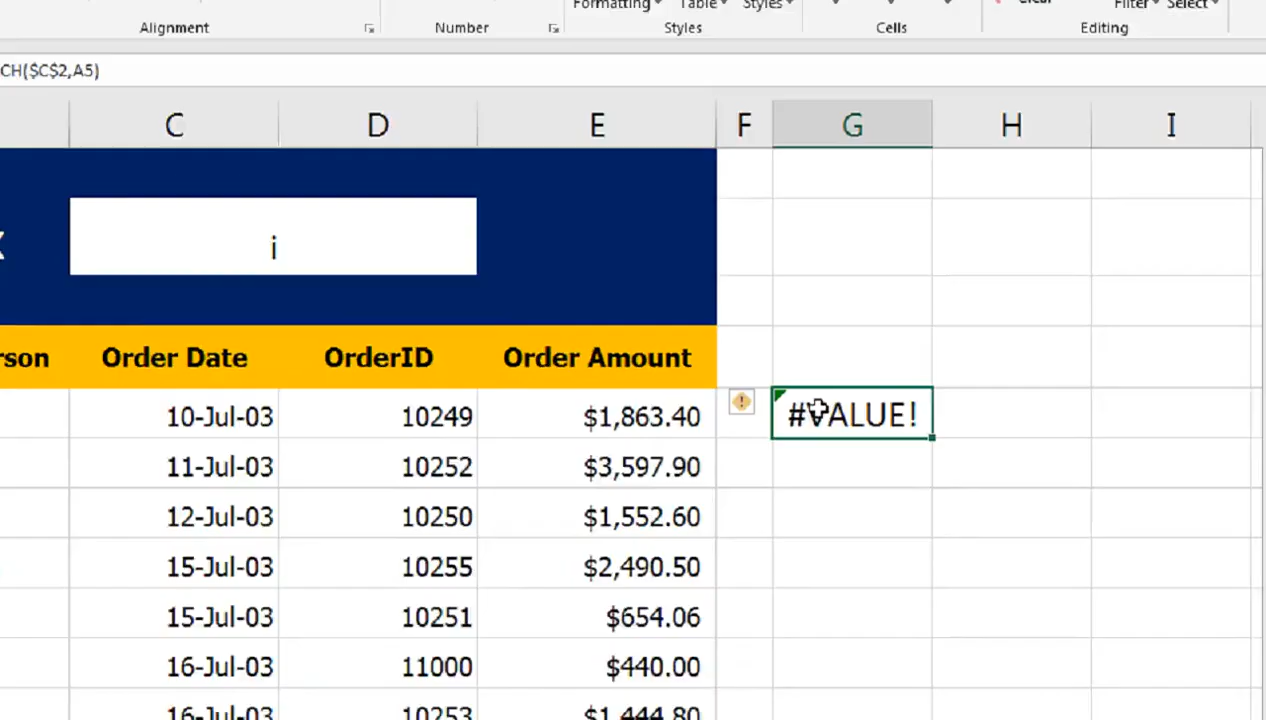 Formatting Table Styles Clear Filter Select
Alignment Number Styles Cells Editing
CH($C$2,A5)
C D E F G H I
i
rson Order Date OrderID Order Amount
10-Jul-03 10249 $1,863.40 #VALUE!
11-Jul-03 10252 $3,597.90
12-Jul-03 10250 $1,552.60
15-Jul-03 10255 $2,490.50
15-Jul-03 10251 $654.06
16-Jul-03 11000 $440.00
16-Jul-03 10253 $1,444.80